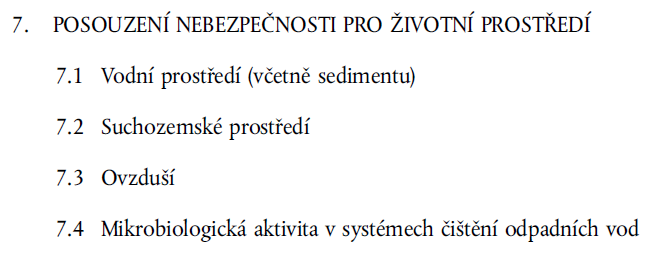 7. POSOUZENÍ NEBEZPEČNOSTI PRO ŽIVOTNÍ PROSTŘEDÍ
7.1 Vodní prostředí (včetně sedimentu)
7.2 Suchozemské prostředí
7.3 Ovzduší
7.4 Mikrobiologická aktivita v systémech čištění odpadních vod